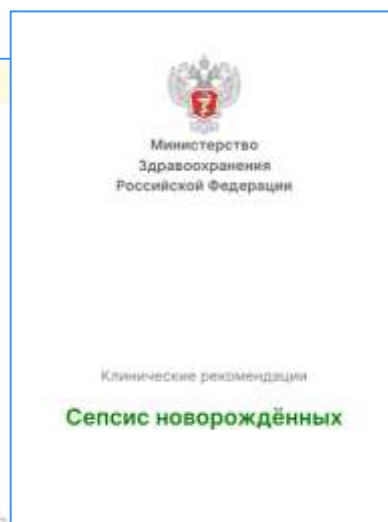 Министерство
Здравоохранения
Российской Федерации
Клинические рекомендации
Сепсис новорождённых